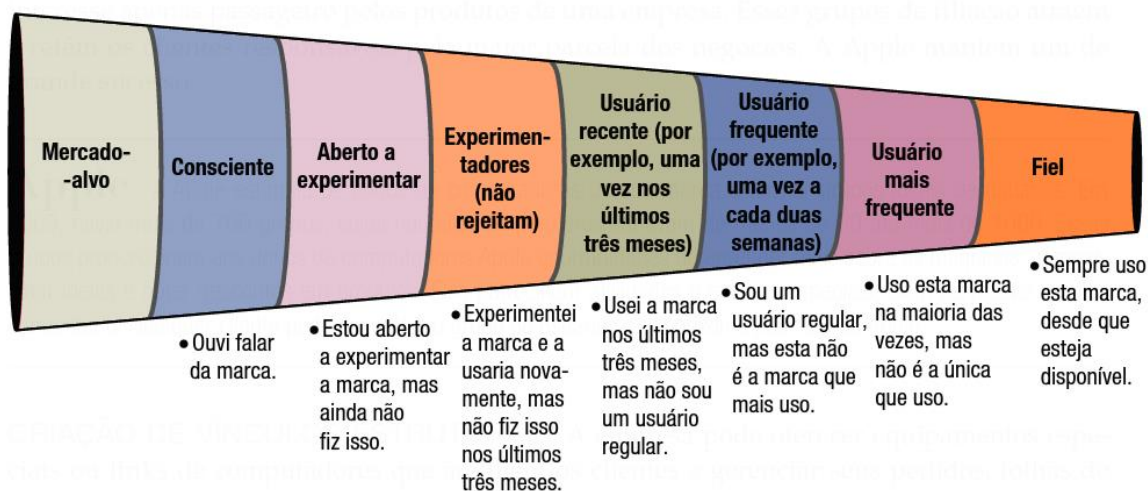 Mercado-
-alvo
Consciente
Aberto a
experimentar
Experimen-
tadores
(não
rejeitam)
Usuário
recente (por
exemplo, uma
vez nos
últimos
três meses)
Usuário
frequente
(por exemplo,
uma vez a
cada duas
semanas)
Usuário
mais
frequente
Fiel
• Ouvi falar
da marca.
• Estou aberto
a experimentar
a marca, mas
ainda não
fiz isso.
• Experimentei
a marca e a
usaria nova-
mente, mas
não fiz isso
nos últimos
três meses.
• Usei a marca
nos últimos
três meses,
mas não sou
um usuário
regular.
• Sou um
usuário regular,
mas esta não
é a marca que
mais uso.
• Uso esta marca
na maioria das
vezes, mas
não é a única
que uso.
• Sempre uso
esta marca,
desde que
esteja
disponível.